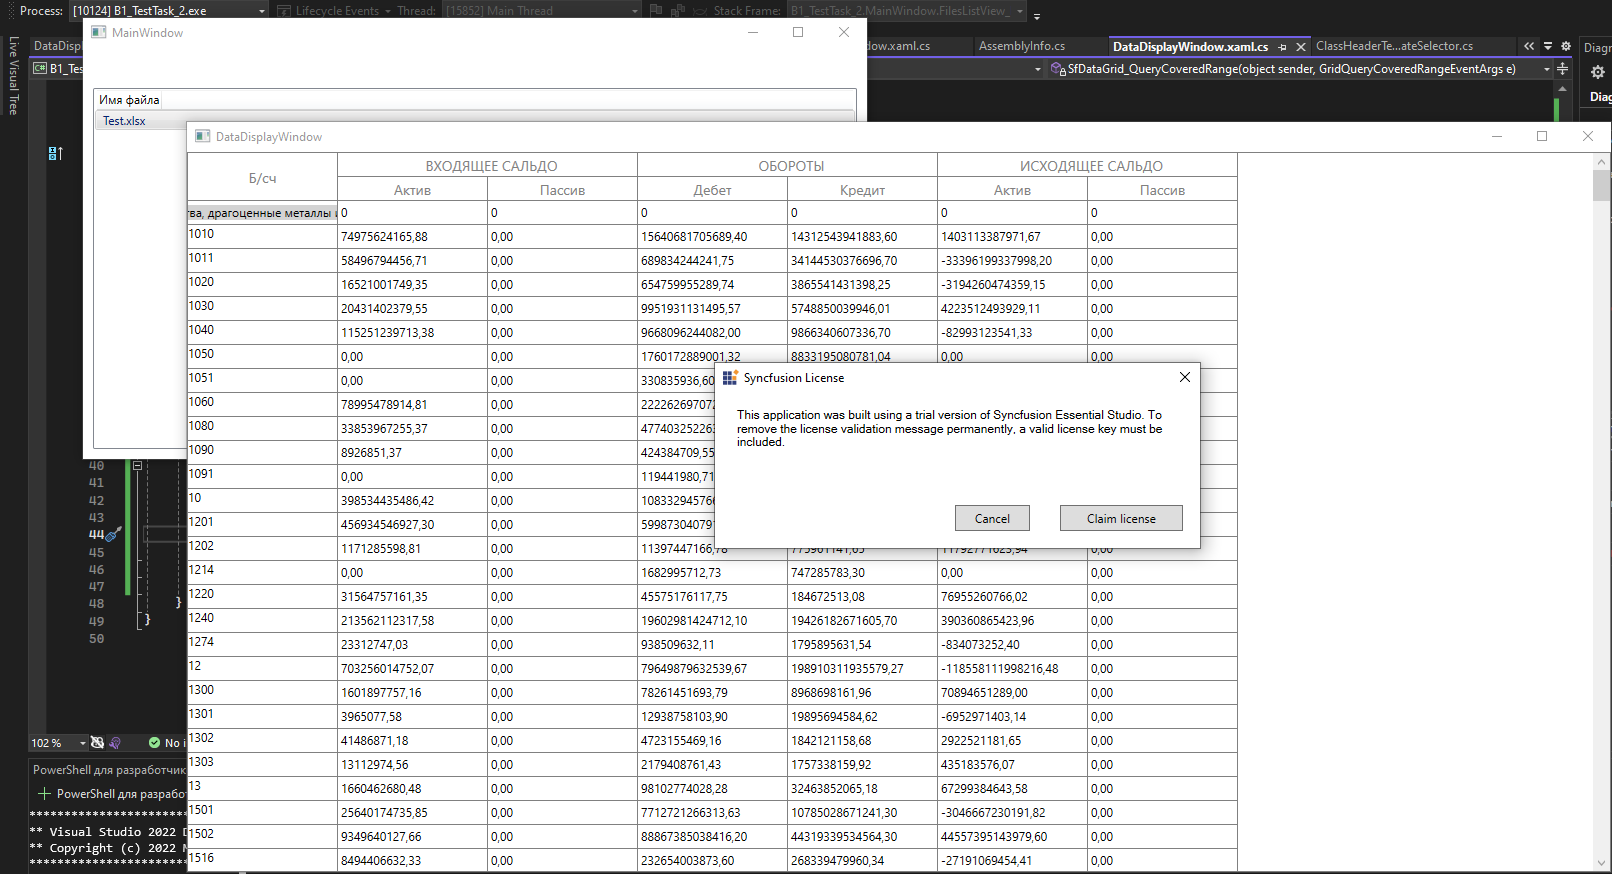 Process: [10124] B1_TestTask_2.exe Lifecycle Events Thread: [15852] Main Thread Stack Frame: B1_TestTask_2.MainWindow.FilesListView_
MainWindow
DataDisp dow.xaml.cs AssemblyInfo.cs DataDisplayWindow.xaml.cs ClassHeaderTe...ateSelector.cs Diagn
C# B1_Tes SfDataGrid_QueryCoveredRange(object sender, GridQueryCoveredRangeEventArgs e)
Live Visual Tree
Diag
Имя файла
Test.xlsx
DataDisplayWindow
Б/сч ВХОДЯЩЕЕ САЛЬДО ОБОРОТЫ ИСХОДЯЩЕЕ САЛЬДО
Актив Пассив Дебет Кредит Актив Пассив
тва, драгоценные металлы и 0 0 0 0 0 0
1010 74975624165,88 0,00 15640681705689,40 14312543941883,60 1403113387971,67 0,00
1011 58496794456,71 0,00 689834244241,75 34144530376696,70 -33396199337998,20 0,00
1020 16521001749,35 0,00 654759955289,74 3865541431398,25 -3194260474359,15 0,00
1030 20431402379,55 0,00 9951931131495,57 5748850039946,01 4223512493929,11 0,00
1040 115251239713,38 0,00 9668096244082,00 9866340607336,70 -82993123541,33 0,00
1050 0,00 0,00 1760172889001,32 8833195080781,04 0,00 0,00
1051 0,00 0,00 330835936,60
1060 78995478914,81 0,00 222262697072
1080 33853967255,37 0,00 477403252263
1090 8926851,37 0,00 424384709,55
1091 0,00 0,00 119441980,71
10 398534435486,42 0,00 108332945766
1201 456934546927,30 0,00 599873040791
1202 1171285598,81 0,00 11397447166,78 775961141,65 11792771623,94 0,00
1214 0,00 0,00 1682995712,73 747285783,30 0,00 0,00
1220 31564757161,35 0,00 45575176117,75 184672513,08 76955260766,02 0,00
1240 213562112317,58 0,00 19602981424712,10 19426182671605,70 390360865423,96 0,00
1274 23312747,03 0,00 938509632,11 1795895631,54 -834073252,40 0,00
12 703256014752,07 0,00 79649879632539,67 198910311935579,27 -118558111998216,48 0,00
1300 1601897757,16 0,00 78261451693,79 8968698161,96 70894651289,00 0,00
1301 3965077,58 0,00 12938758103,90 19895694584,62 -6952971403,14 0,00
1302 41486871,18 0,00 4723155469,16 1842121158,68 2922521181,65 0,00
1303 13112974,56 0,00 2179408761,43 1757338159,92 435183576,07 0,00
13 1660462680,48 0,00 98102774028,28 32463852065,18 67299384643,58 0,00
1501 25640174735,85 0,00 7712721266313,63 10785028671241,30 -3046667230191,82 0,00
1502 9349640127,66 0,00 88867385038416,20 44319339534564,30 44557395143979,60 0,00
1516 8494406632,33 0,00 232654003873,60 268339479960,34 -27191069454,41 0,00
Syncfusion License
This application was built using a trial version of Syncfusion Essential Studio. To
remove the license validation message permanently, a valid license key must be
included.
Cancel Claim license
40
41
42
43
44
45
46
47
48 }
49 }
50
102 % No i
PowerShell для разработчик
PowerShell для разрабо
** Visual Studio 2022 D
** Copyright (c) 2022 M